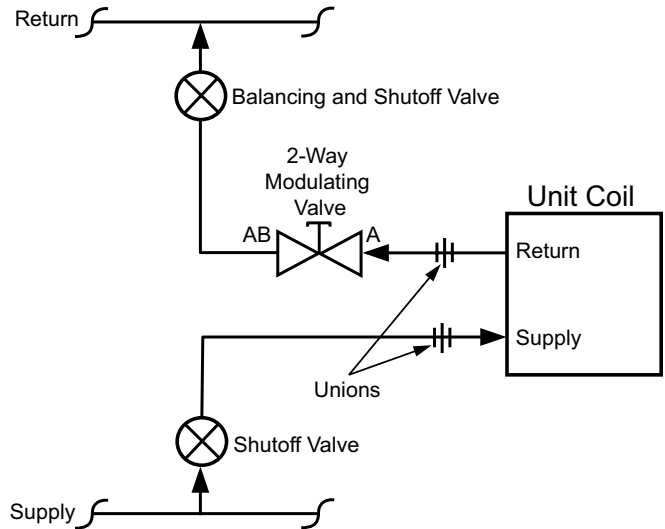 Return
Balancing and Shutoff Valve
2-Way
Modulating
Valve
Unit Coil
AB
A
Return
Supply
Unions
Shutoff Valve
Supply